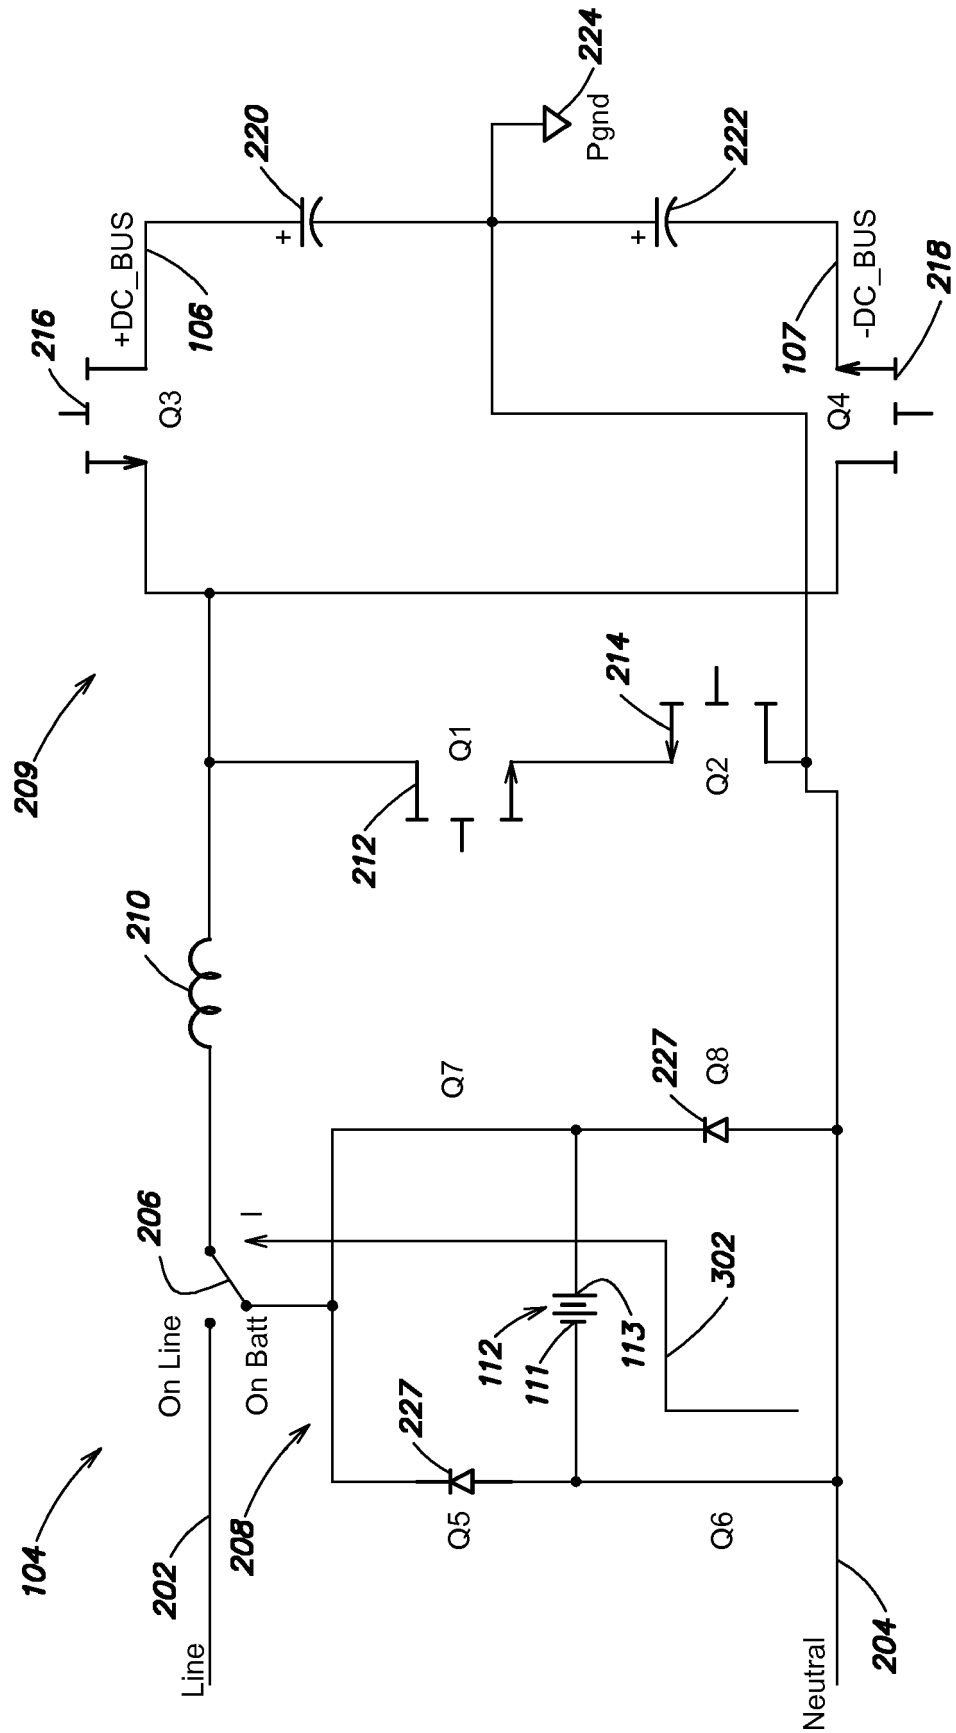 104
209
216
+DC_BUS
106
220
224
Pgnd
Q3
202
Line
On Line
206
210
On Batt
I
208
227
Q5
112
111
113
302
Q7
227
Q8
212
Q1
214
Q2
222
107
-DC_BUS
Q4
218
Q6
Neutral
204